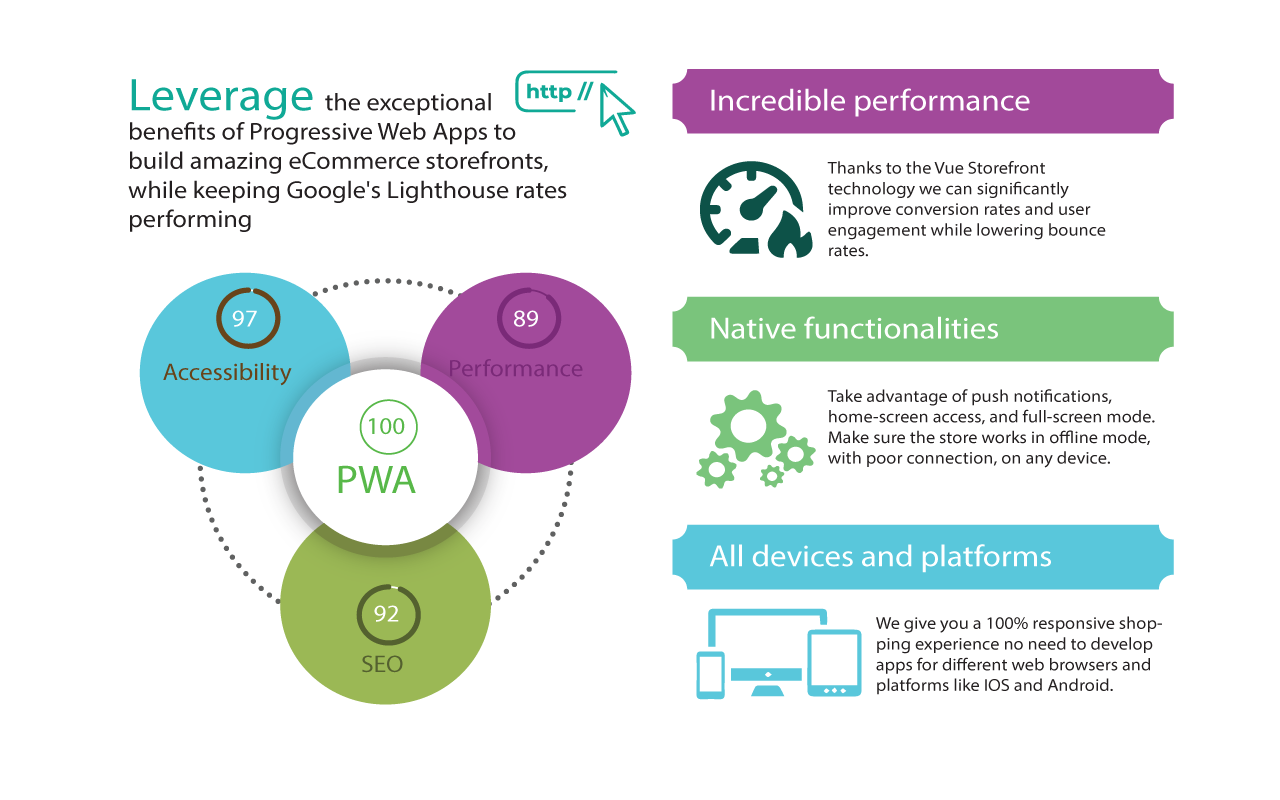 Leverage the exceptional
benefits of Progressive Web Apps to
build amazing eCommerce storefronts,
while keeping Google's Lighthouse rates
performing
http //
97
Accessibility
89
Performance
100
PWA
92
SEO
Incredible performance
Thanks to the Vue Storefront
technology we can significantly
improve conversion rates and user
engagement while lowering bounce
rates.
Native functionalities
Take advantage of push notifications,
home-screen access, and full-screen mode.
Make sure the store works in offline mode,
with poor connection, on any device.
All devices and platforms
We give you a 100% responsive shop-
ping experience no need to develop
apps for different web browsers and
platforms like IOS and Android.